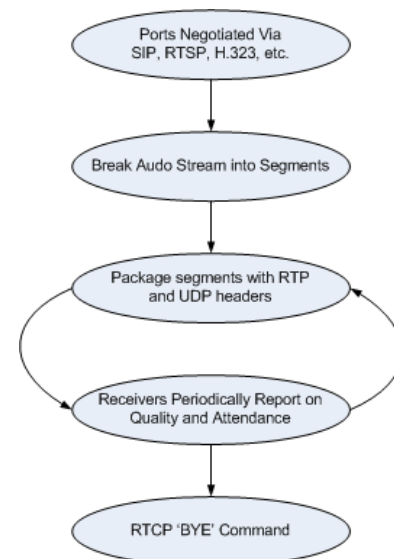 Ports Negotiated Via
SIP, RTSP, H.323, etc.
Break Audo Stream into Segments
Package segments with RTP
and UDP headers
Receivers Periodically Report on
Quality and Attendance
RTCP ‘BYE’ Command